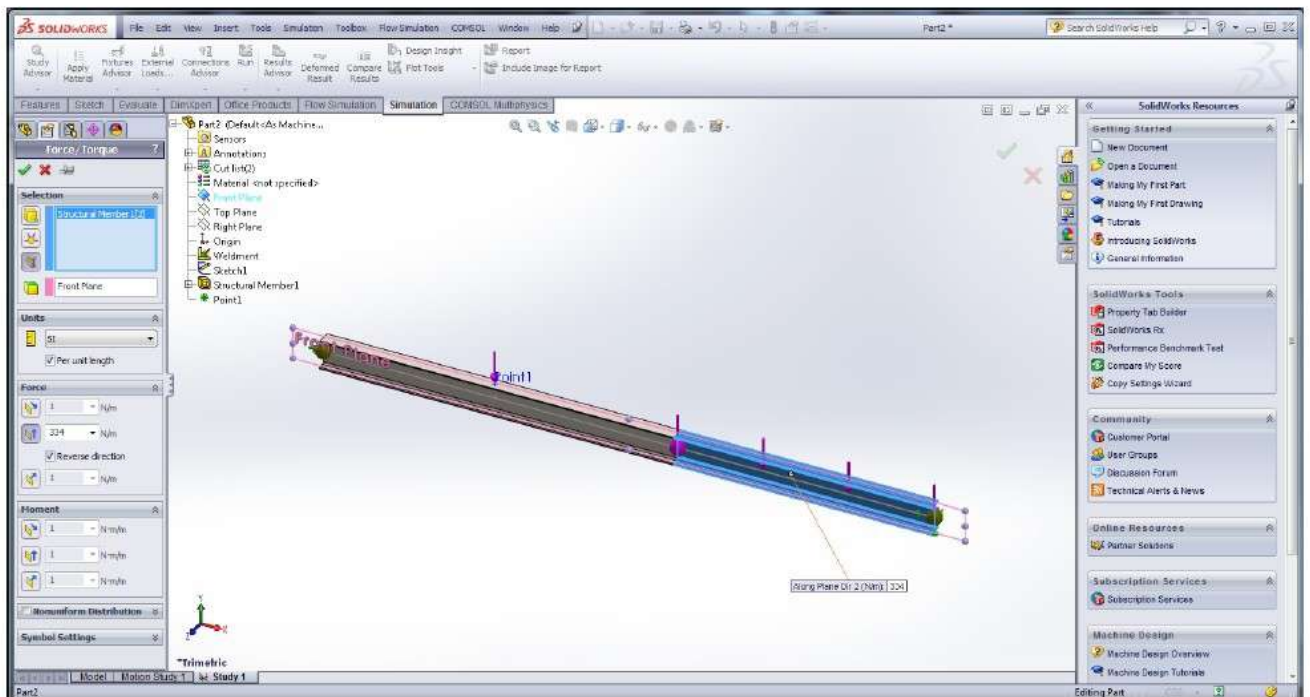 SOLIDWORKS File Edit View Insert Tools Simulation Toolbox Flow Simulation COMSOL Window Help Part2 * Search SolidWorks Help
Study Advisor
Apply Material
Fixtures Advisor
External Loads...
Connections Advisor
Run
Results Advisor
Deformed Result
Compare Results
Design Insight
Plot Tools
Report
Include Image for Report
Features Sketch Evaluate DimXpert Office Products Flow Simulation Simulation COMSOL Multiphysics
Force/Torque ?
Selection
Structural Member1[2]
Front Plane
Units
SI
Per unit length
Force
1 N/m
334 N/m
Reverse direction
1 N/m
Moment
1 N·m/m
1 N·m/m
1 N·m/m
Nonuniform Distribution
Symbol Settings
Part2 (Default<As Machine...
Sensors
Annotations
Cut list(2)
Material <not specified>
Front Plane
Top Plane
Right Plane
Origin
Weldment
Sketch1
Structural Member1
Point1
Front Plane
Point1
Along Plane Dir 2 (N/m): 334
Y
X
Z
*Trimetric
Model Motion Study 1 Study 1
Part2
Editing Part
SolidWorks Resources
Getting Started
New Document
Open a Document
Making My First Part
Making My First Drawing
Tutorials
Introducing SolidWorks
General Information
SolidWorks Tools
Property Tab Builder
SolidWorks Rx
Performance Benchmark Test
Compare My Score
Copy Settings Wizard
Community
Customer Portal
User Groups
Discussion Forum
Technical Alerts & News
Online Resources
Partner Solutions
Subscription Services
Subscription Services
Machine Design
Machine Design Overview
Machine Design Tutorials